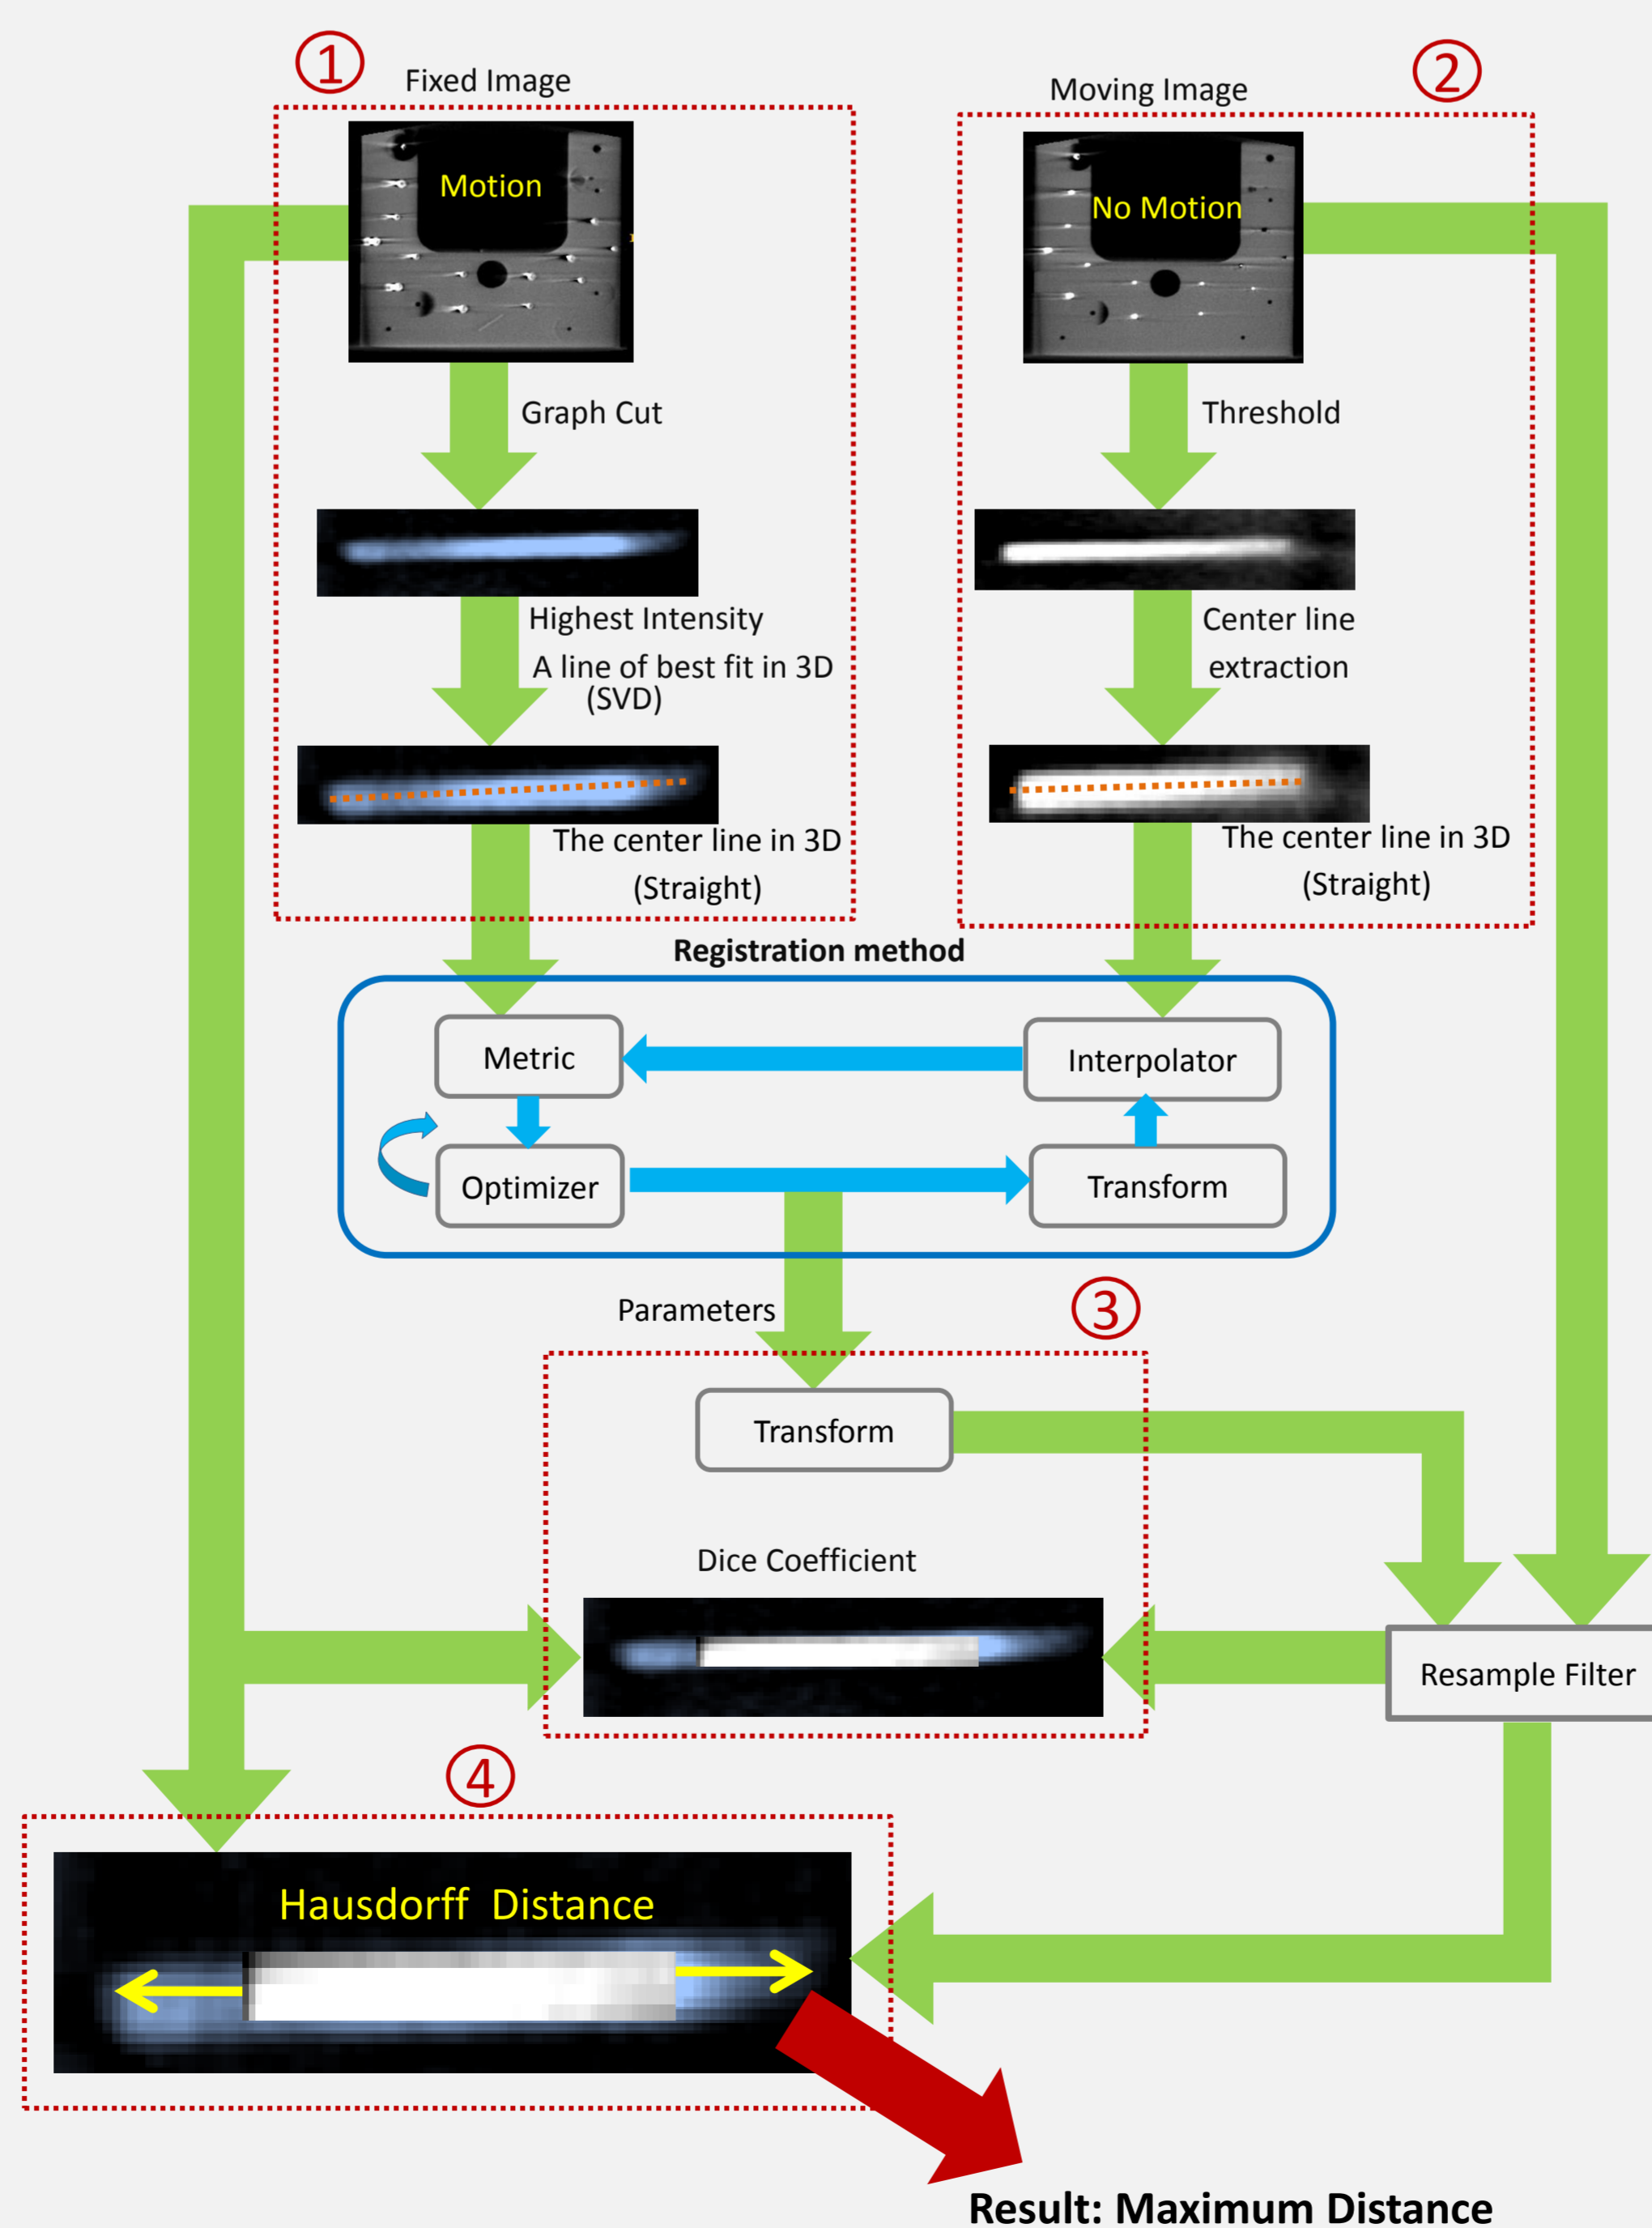 ①
Fixed Image
②
Moving Image
Motion
No Motion
Graph Cut
Threshold
Highest Intensity
A line of best fit in 3D
(SVD)
Center line
extraction
The center line in 3D
(Straight)
The center line in 3D
(Straight)
Registration method
Metric
Interpolator
Optimizer
Transform
Parameters
③
Transform
Dice Coefficient
Resample Filter
④
Hausdorff Distance
Result: Maximum Distance